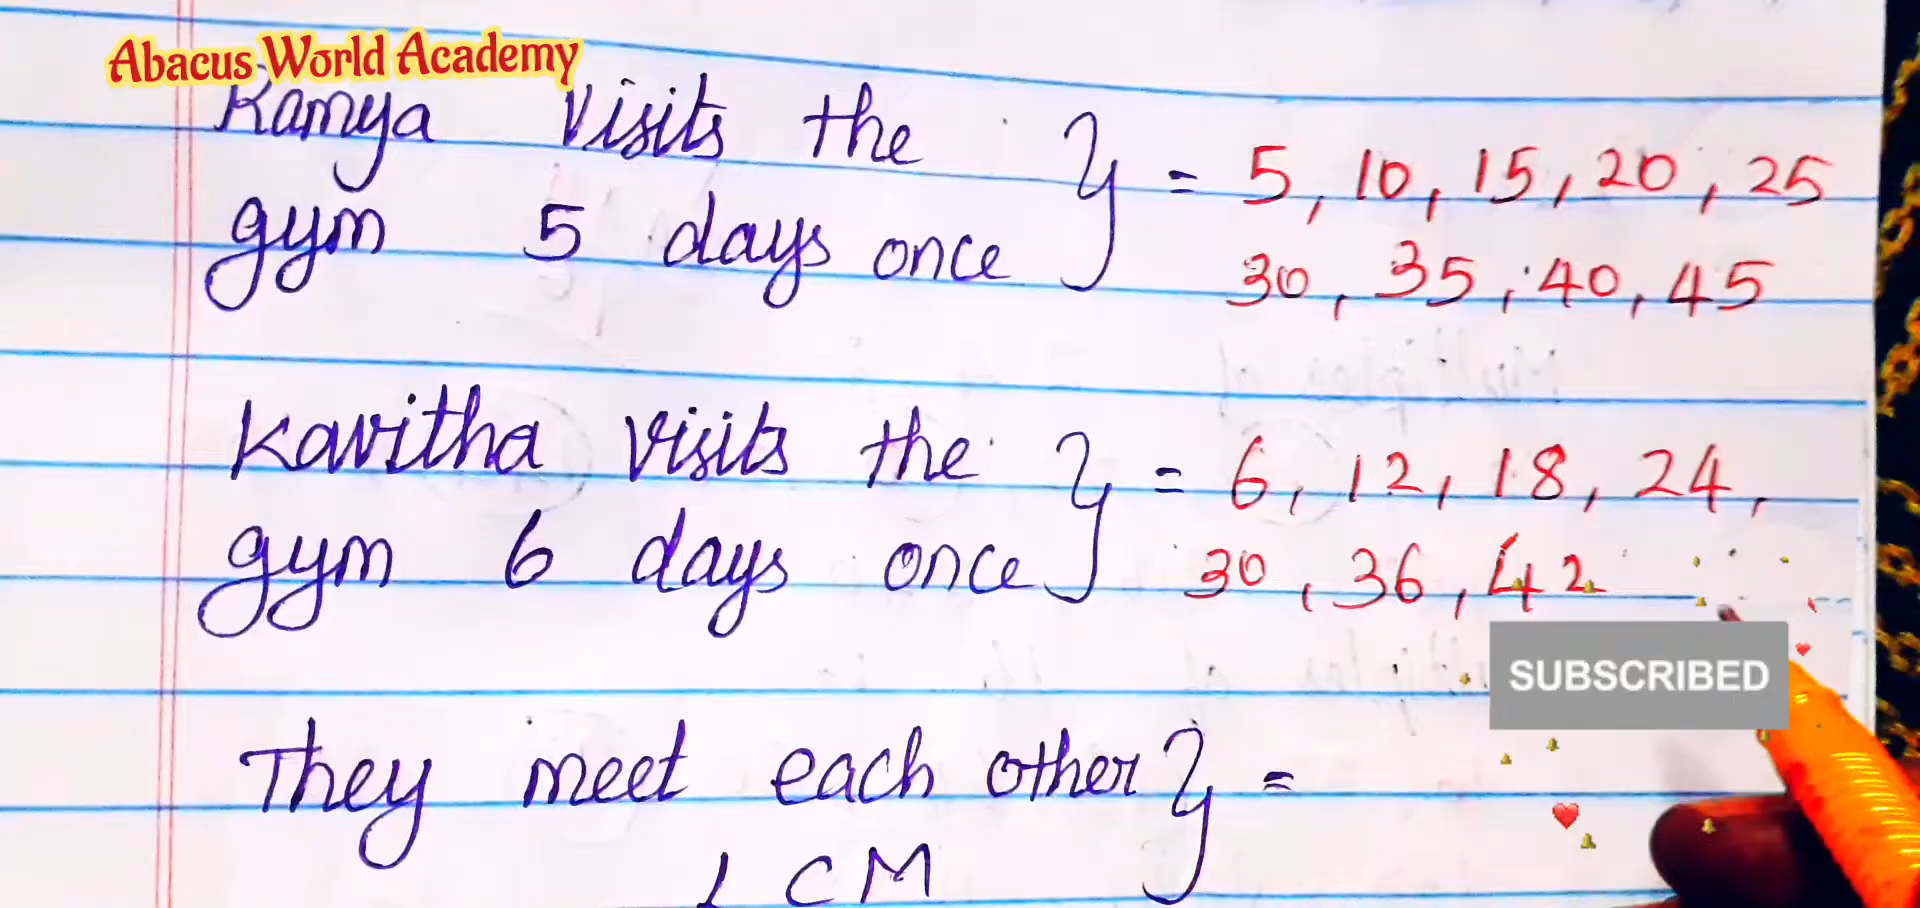 Abacus World Academy
Ramya visits the } = 5, 10, 15, 20, 25
gym 5 days once 30, 35, 40, 45
Kavitha visits the } = 6, 12, 18, 24,
gym 6 days once 30, 36, 42
SUBSCRIBED
They meet each other } =
LCM